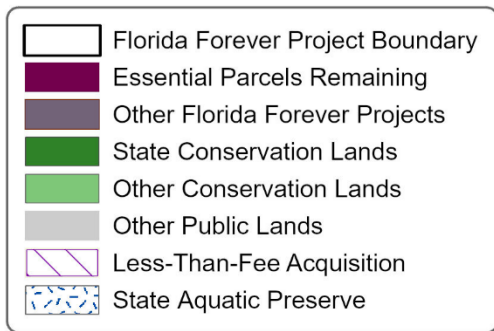 Florida Forever Project Boundary
Essential Parcels Remaining
Other Florida Forever Projects
State Conservation Lands
Other Conservation Lands
Other Public Lands
Less-Than-Fee Acquisition
State Aquatic Preserve